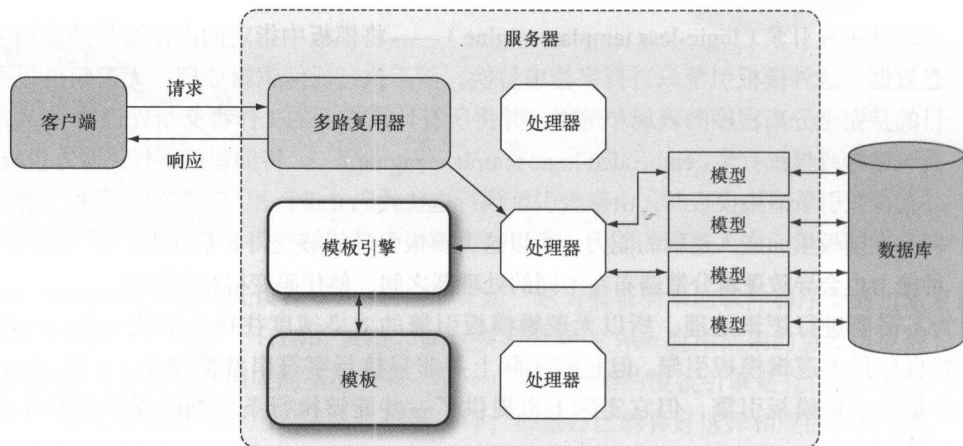 服务器
请求
客户端
响应
多路复用器
处理器
模型
模板引擎
处理器
模型
数据库
模型
模板
处理器
模型